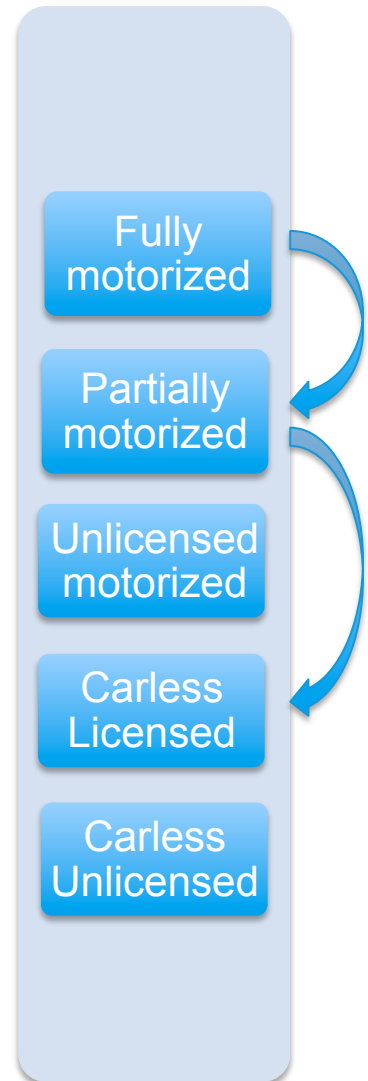 Fully
motorized
Partially
motorized
Unlicensed
motorized
Carless
Licensed
Carless
Unlicensed